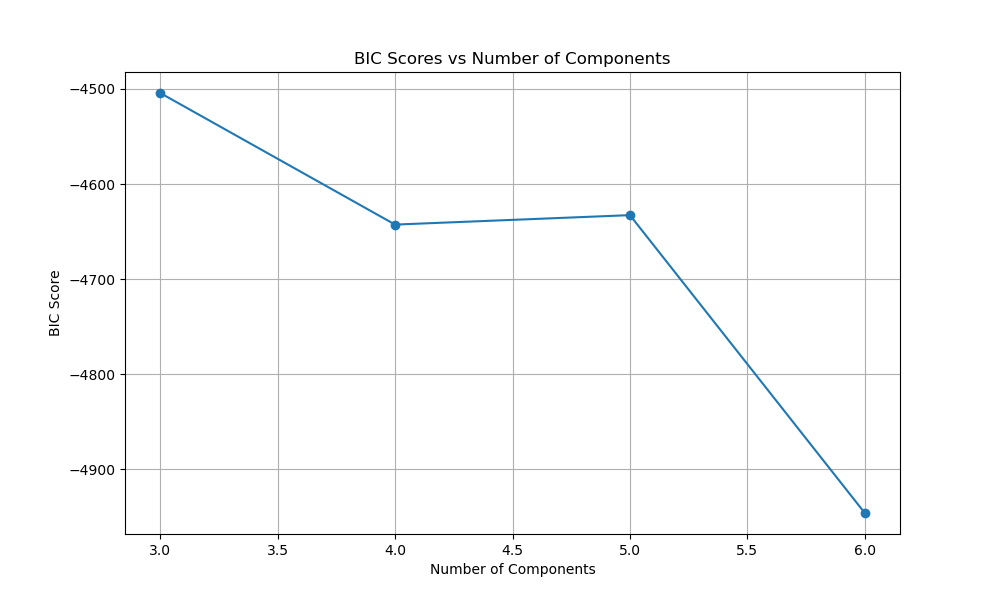 BIC Scores vs Number of Components
−4500
−4600
−4700
−4800
−4900
BIC Score
3.0 3.5 4.0 4.5 5.0 5.5 6.0
Number of Components